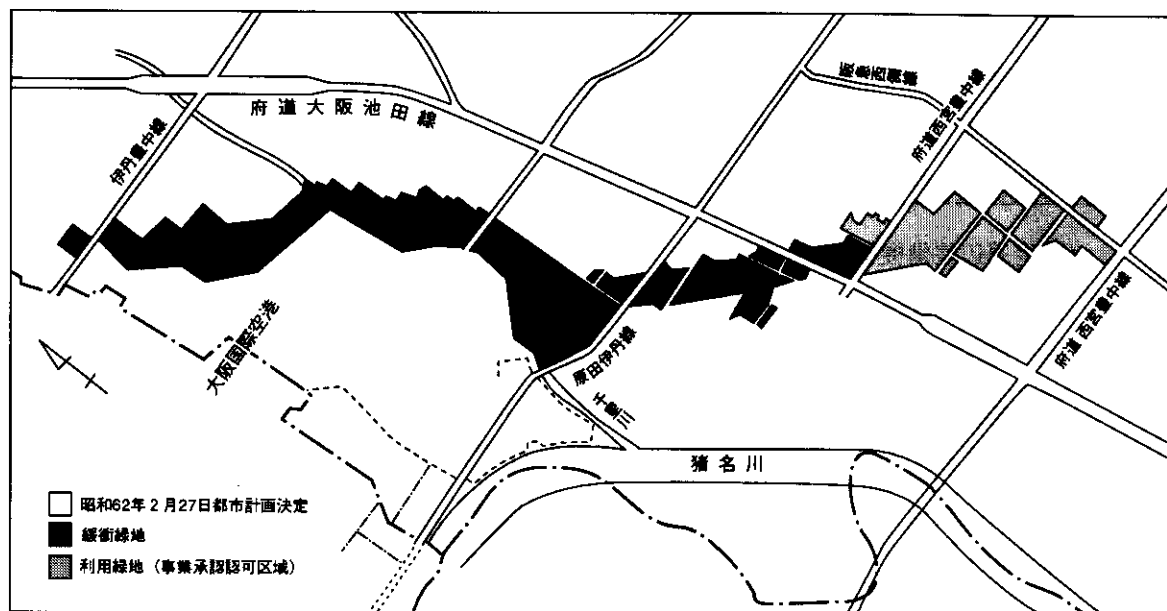 阪急西側線
府道大阪池田線
府道西宮豊中線
伊丹豊中線
大阪国際空港
原田伊丹線
千里川
府道西宮豊中線
猪名川
昭和62年2月27日都市計画決定
緩衝緑地
利用緑地（事業承認認可区域）